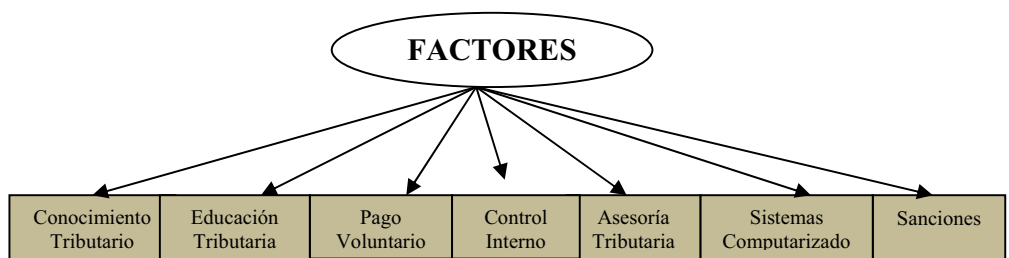 FACTORES
Conocimiento
Tributario
Educación
Tributaria
Pago
Voluntario
Control
Interno
Asesoría
Tributaria
Sistemas
Computarizado
Sanciones